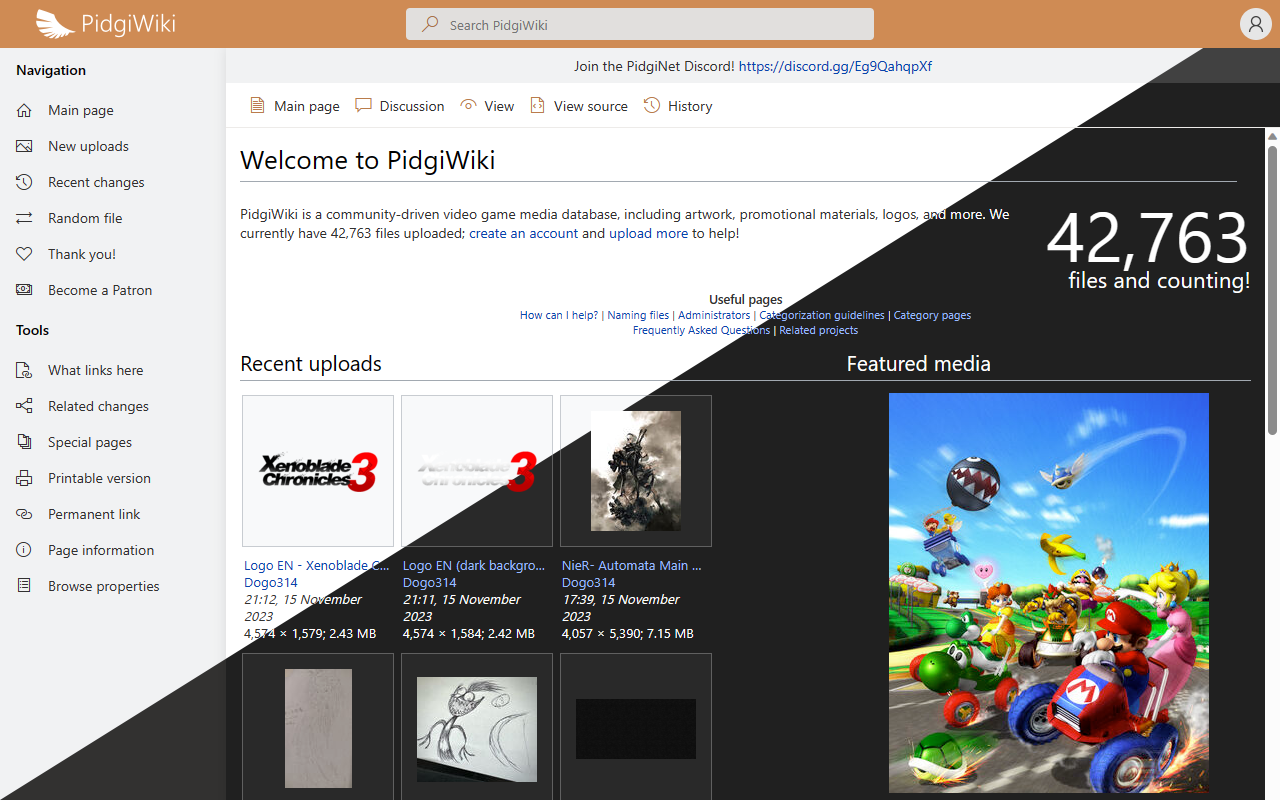 PidgiWiki
Search PidgiWiki
Navigation
Main page
New uploads
Recent changes
Random file
Thank you!
Become a Patron
Tools
What links here
Related changes
Special pages
Printable version
Permanent link
Page information
Browse properties
Join the PidgiNet Discord! https://discord.gg/Eg9QahqpXf
Main page Discussion View View source History
Welcome to PidgiWiki
PidgiWiki is a community-driven video game media database, including artwork, promotional materials, logos, and more. We
currently have 42,763 files uploaded; create an account and upload more to help!
42,763
files and counting!
Useful pages
How can I help? | Naming files | Administrators | Categorization guidelines | Category pages
Frequently Asked Questions | Related projects
Recent uploads
Xenoblade
Chronicles 3
Xenoblade
Chronicles 3
Logo EN - Xenoblade C...
Dogo314
21:12, 15 November
2023
4,574 × 1,579; 2.43 MB
Logo EN (dark backgro...
Dogo314
21:11, 15 November
2023
4,574 × 1,584; 2.42 MB
NieR- Automata Main ...
Dogo314
17:39, 15 November
2023
4,057 × 5,390; 7.15 MB
Featured media
M